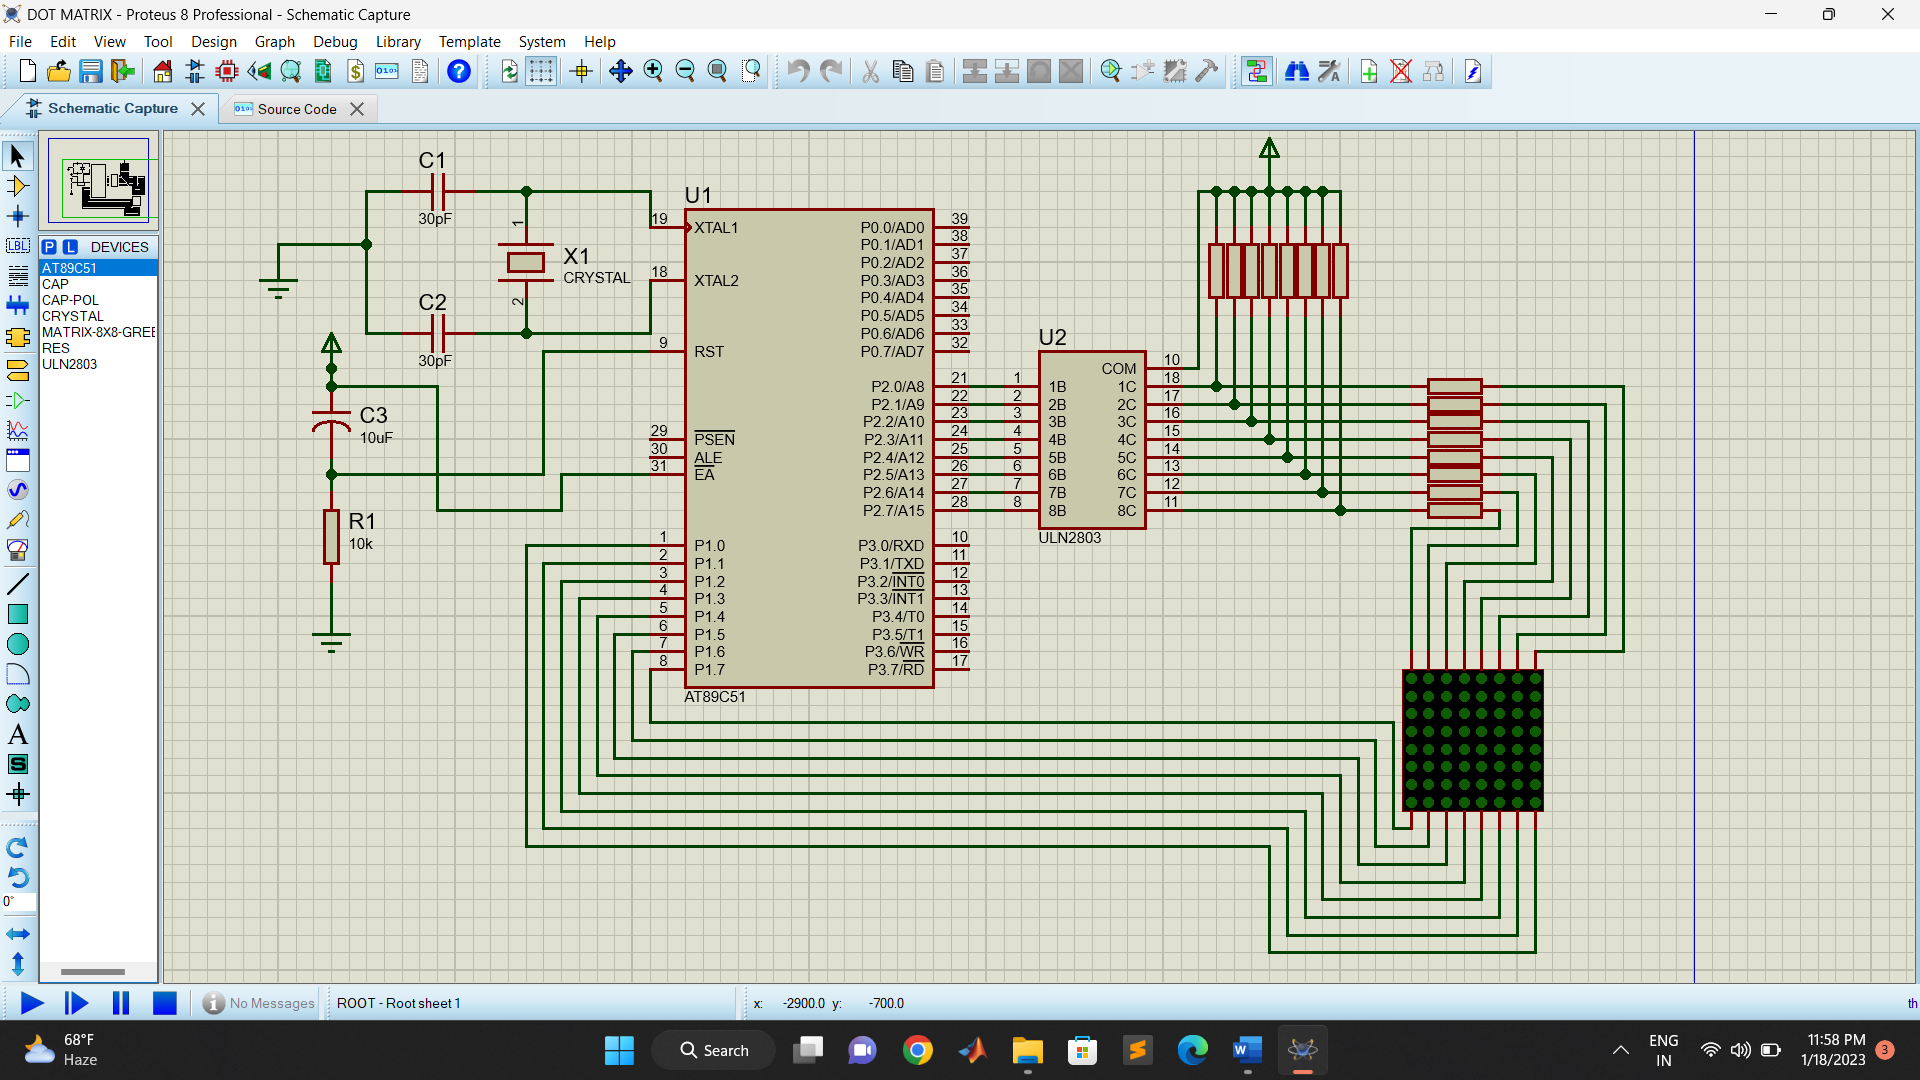 DOT MATRIX - Proteus 8 Professional - Schematic Capture
File Edit View Tool Design Graph Debug Library Template System Help
Schematic Capture
Source Code
P L DEVICES
AT89C51
CAP
CAP-POL
CRYSTAL
MATRIX-8X8-GREE
RES
ULN2803
LBL
A
S
0°
C1
30pF
C2
30pF
1
2
X1
CRYSTAL
C3
10uF
R1
10k
U1
19 XTAL1
18 XTAL2
9 RST
29 PSEN
30 ALE
31 EA
1 P1.0
2 P1.1
3 P1.2
4 P1.3
5 P1.4
6 P1.5
7 P1.6
8 P1.7
P0.0/AD0 39
P0.1/AD1 38
P0.2/AD2 37
P0.3/AD3 36
P0.4/AD4 35
P0.5/AD5 34
P0.6/AD6 33
P0.7/AD7 32
P2.0/A8 21
P2.1/A9 22
P2.2/A10 23
P2.3/A11 24
P2.4/A12 25
P2.5/A13 26
P2.6/A14 27
P2.7/A15 28
P3.0/RXD 10
P3.1/TXD 11
P3.2/INT0 12
P3.3/INT1 13
P3.4/T0 14
P3.5/T1 15
P3.6/WR 16
P3.7/RD 17
AT89C51
U2
COM 10
1 1B 1C 18
2 2B 2C 17
3 3B 3C 16
4 4B 4C 15
5 5B 5C 14
6 6B 6C 13
7 7B 7C 12
8 8B 8C 11
ULN2803
No Messages
ROOT - Root sheet 1
x: -2900.0 y: -700.0
th
68°F
Haze
Search
ENG
IN
11:58 PM
1/18/2023
3